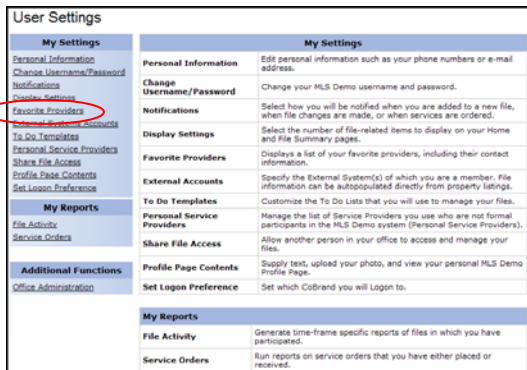 User Settings
My Settings
Personal Information
Change Username/Password
Notifications
Display Settings
Favorite Providers
External Systems Accounts
To Do Templates
Personal Service Providers
Share File Access
Profile Page Contents
Set Logon Preference
My Reports
File Activity
Service Orders
Additional Functions
Office Administration
My Settings
Personal Information
Edit personal information such as your phone numbers or e-mail
address.
Change
Username/Password
Change your MLS Demo username and password.
Notifications
Select how you will be notified when you are added to a new file,
when file changes are made, or when services are ordered.
Display Settings
Select the number of file-related items to display on your Home
and File Summary pages.
Favorite Providers
Displays a list of your favorite providers, including their contact
information.
External Accounts
Specify the External System(s) of which you are a member. File
information can be autopopulated directly from property listings.
To Do Templates
Customize the To Do Lists that you will use to manage your files.
Personal Service
Providers
Manage the list of Service Providers you use who are not formal
participants in the MLS Demo system (Personal Service Providers).
Share File Access
Allow another person in your office to access and manage your
files.
Profile Page Contents
Supply text, upload your photo, and view your personal MLS Demo
Profile Page.
Set Logon Preference
Set which CoBrand you will Logon to.
My Reports
File Activity
Generate time-frame specific reports of files in which you have
participated.
Service Orders
Run reports on service orders that you have either placed or
received.